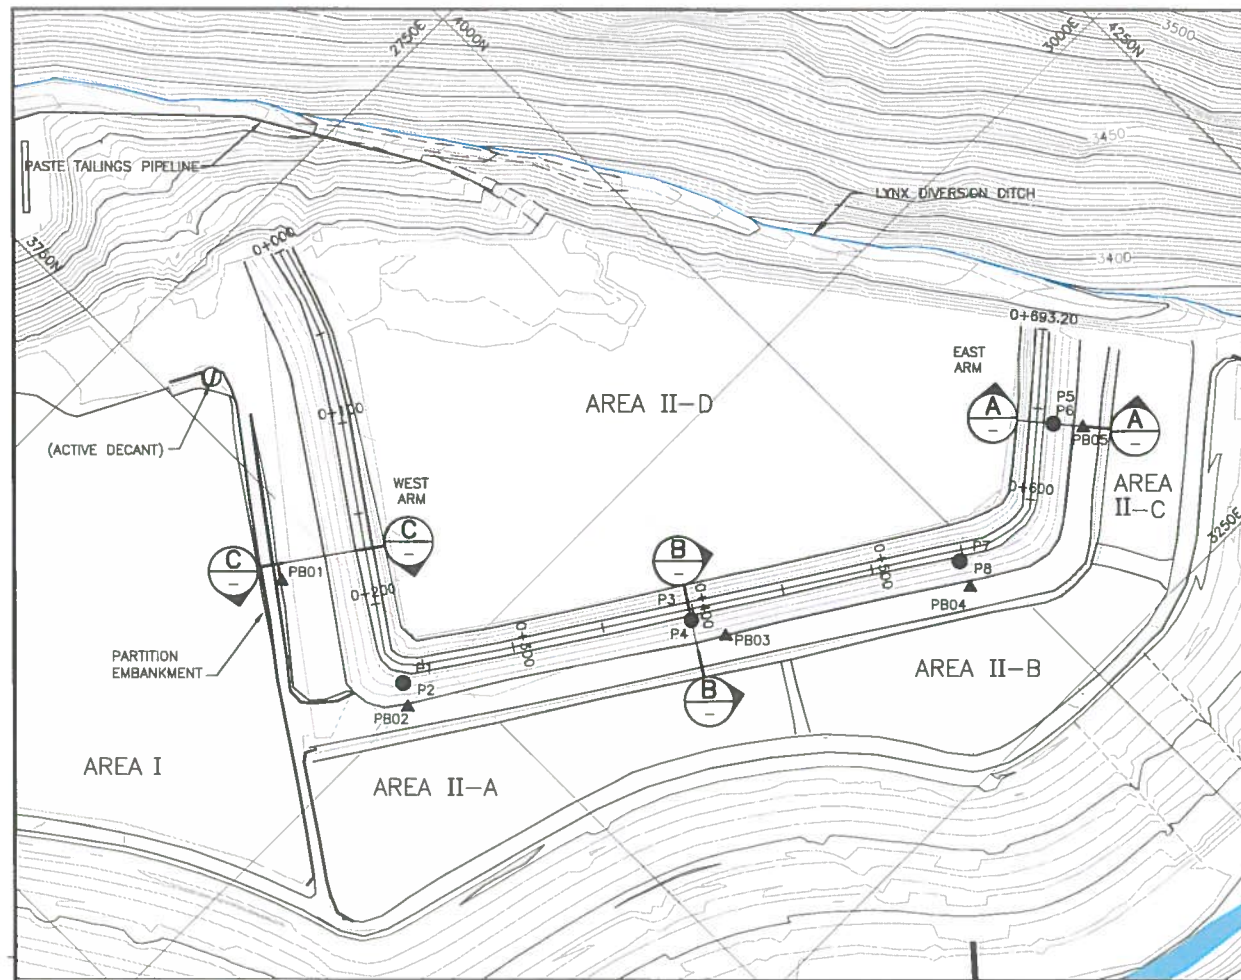 2750E
4000N
3000E
4250N
3500
3450
PASTE TAILINGS PIPELINE
LYNX DIVERSION DITCH
3750N
0+000
3400
0+693.20
EAST
ARM
AREA II-D
0+100
(ACTIVE DECANT)
A
-
P5
P6
PB05
A
-
WEST
ARM
AREA
II-C
0+600
3250E
C
-
C
-
PB01
0+200
B
-
P3
P4
0+400
0+500
P7
P8
PB04
PB03
0+500
PARTITION
EMBANKMENT
P1
P2
PB02
B
-
AREA II-B
AREA I
AREA II-A